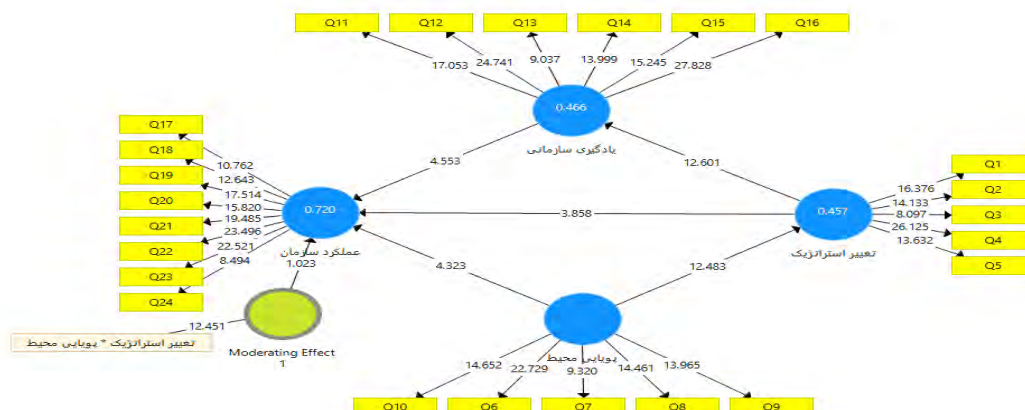 Q11 Q12 Q13 Q14 Q15 Q16
17.053 24.741 9.037 13.999 15.245 27.828
0.466
یادگیری سازمانی
Q17
Q18
Q19
Q20
Q21
Q22
Q23
Q24
10.762
12.643
17.514
15.820
19.485
23.496
22.521
8.494
0.720
عملکرد سازمان
4.553
12.601
3.858
4.323
12.483
1.023
0.457
تغییر استراتژیک
Q1
Q2
Q3
Q4
Q5
16.376
14.133
8.097
26.125
13.632
12.451
تغییر استراتژیک * پویایی محیط
Moderating Effect
1
پویایی محیط
14.652 22.729 9.320 14.461 13.965
Q10 Q6 Q7 Q8 Q9